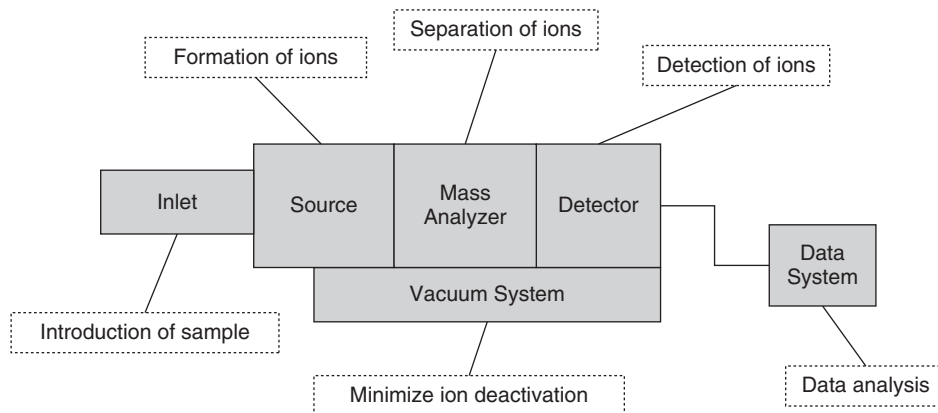 Separation of ions
Formation of ions
Detection of ions
Inlet
Source
Mass
Analyzer
Detector
Data
System
Vacuum System
Introduction of sample
Minimize ion deactivation
Data analysis